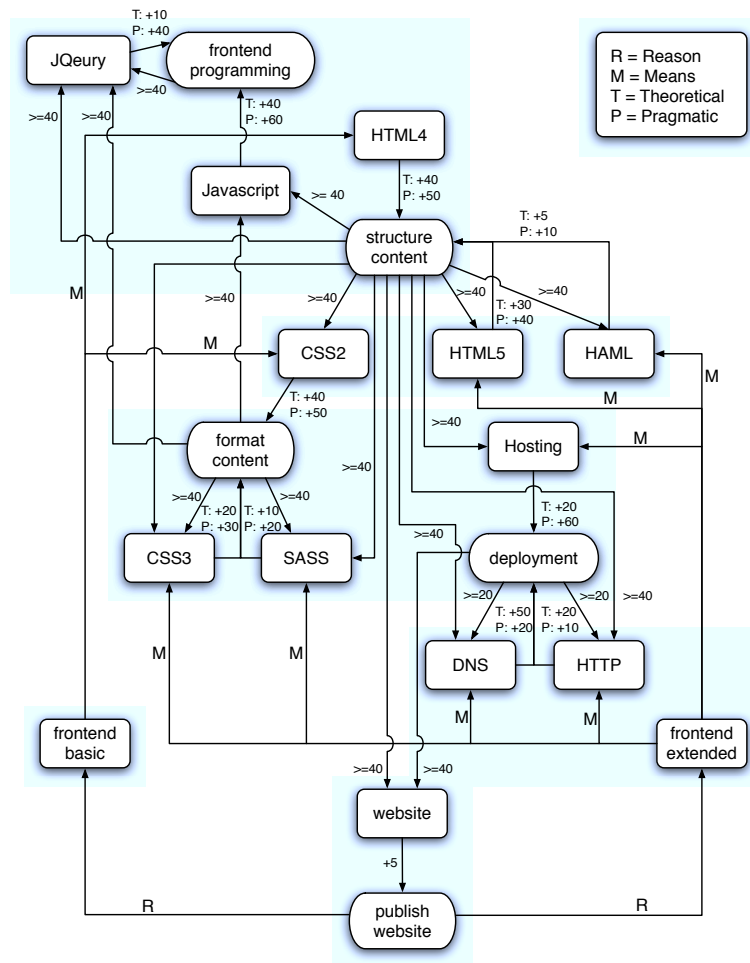 T: +10
P: +40
JQeury
frontend
programming
>=40
R = Reason
M = Means
T = Theoretical
P = Pragmatic
>=40
>=40
T: +40
P: +60
HTML4
Javascript
>= 40
T: +40
P: +50
T: +5
P: +10
structure
content
M
>=40
>=40
>=40
>=40
T: +30
P: +40
M
CSS2
HTML5
HAML
M
T: +40
P: +50
M
>=40
format
content
>=40
Hosting
M
>=40
>=40
>=40
T: +20
P: +30
T: +10
P: +20
T: +20
P: +60
CSS3
SASS
>=40
deployment
>=20
>=20
>=40
T: +50
P: +20
T: +20
P: +10
M
M
DNS
HTTP
M
M
frontend
basic
frontend
extended
>=40
>=40
website
+5
R
R
publish
website